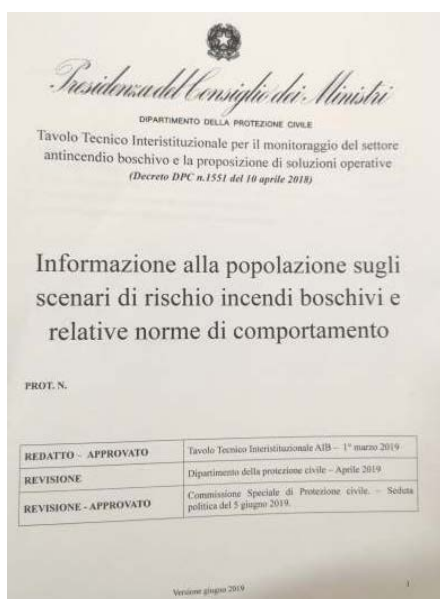 Presidenza del Consiglio dei Ministri
DIPARTIMENTO DELLA PROTEZIONE CIVILE
Tavolo Tecnico Interistituzionale per il monitoraggio del settore
antincendio boschivo e la proposizione di soluzioni operative
(Decreto DPC n.1551 del 10 aprile 2018)
Informazione alla popolazione sugli
scenari di rischio incendi boschivi e
relative norme di comportamento
PROT. N.
REDATTO – APPROVATO
Tavolo Tecnico Interistituzionale AIB – 1° marzo 2019
REVISIONE
Dipartimento della protezione civile – Aprile 2019
REVISIONE - APPROVATO
Commissione Speciale di Protezione civile. – Seduta
politica del 5 giugno 2019.
Versione giugno 2019
1